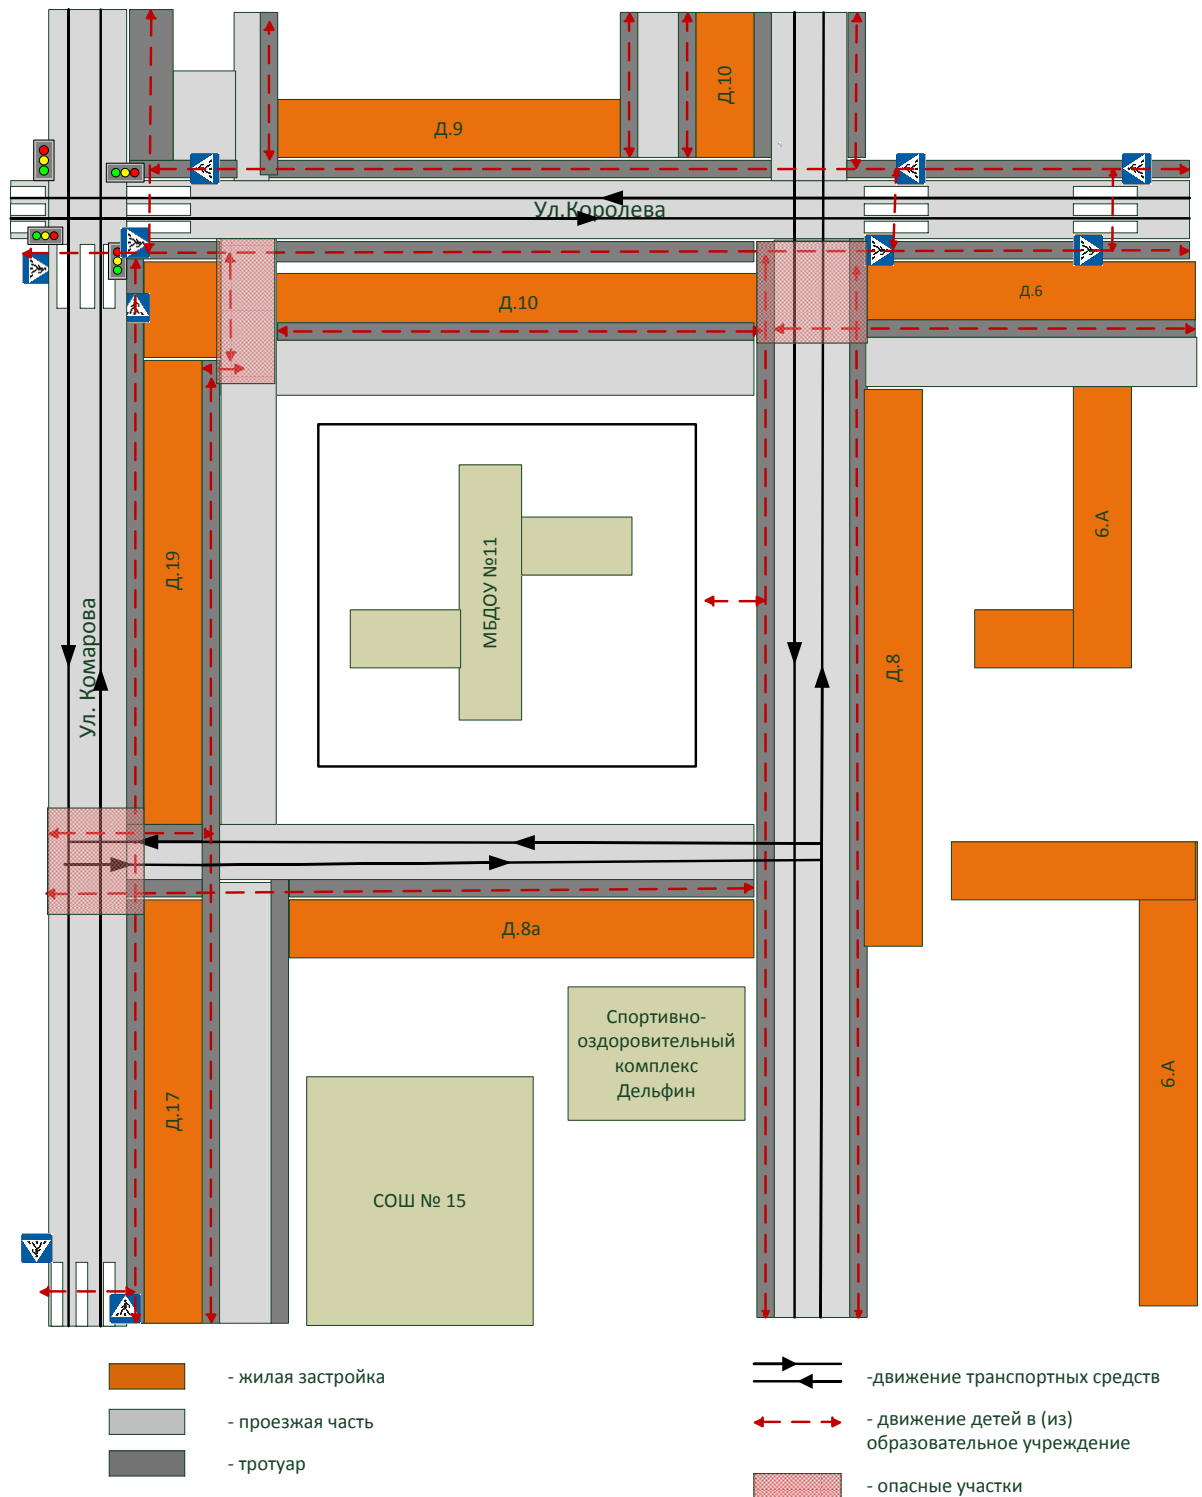 Д.10
Д.9
Ул.Королева
Д.10
Д.6
6.А
МБДОУ №11
Д.19
Д.8
Ул. Комарова
Д.8а
Спортивно-
оздоровительный
комплекс
Дельфин
6.А
Д.17
СОШ № 15
- жилая застройка
- проезжая часть
- тротуар
-движение транспортных средств
- движение детей в (из)
образовательное учреждение
- опасные участки